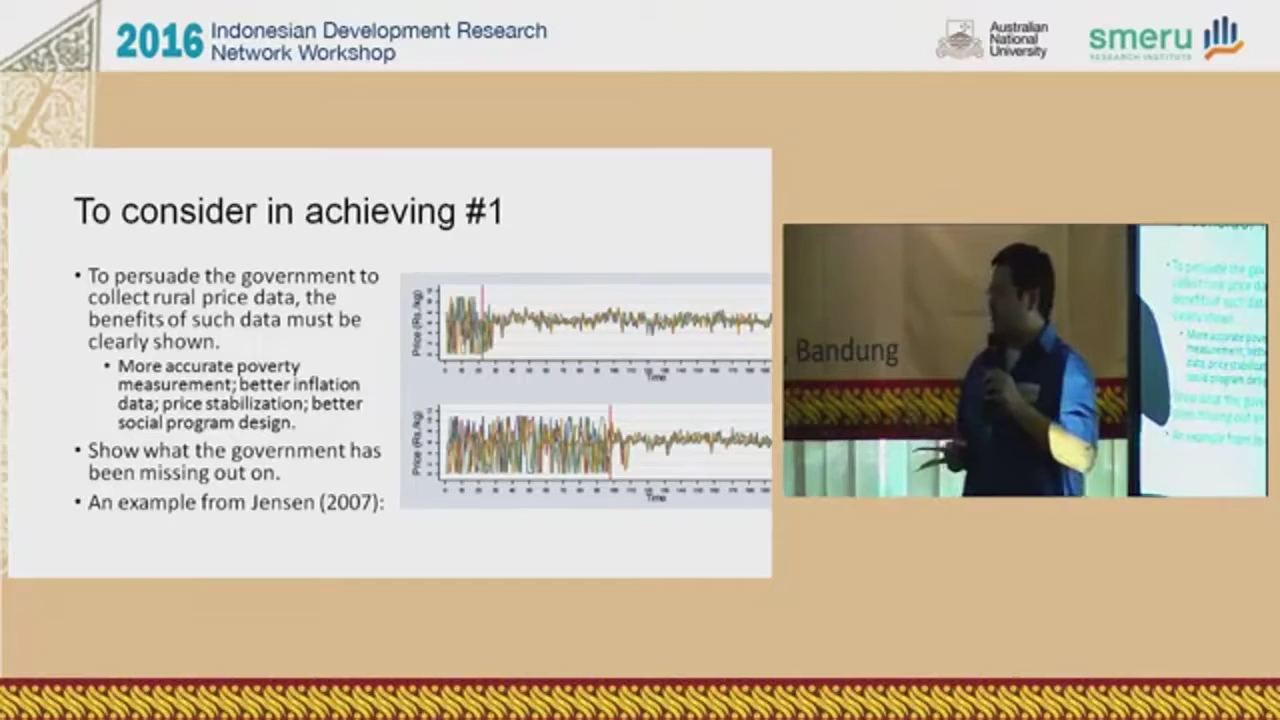 2016 Indonesian Development Research
Network Workshop
Australian
National
University
smeru
RESEARCH INSTITUTE
To consider in achieving #1
• To persuade the government to
collect rural price data, the
benefits of such data must be
clearly shown.
• More accurate poverty
measurement; better inflation
data; price stabilization; better
social program design.
• Show what the government has
been missing out on.
• An example from Jensen (2007):
Price (Rs./kg)
Time
Price (Rs./kg)
Time
, Bandung